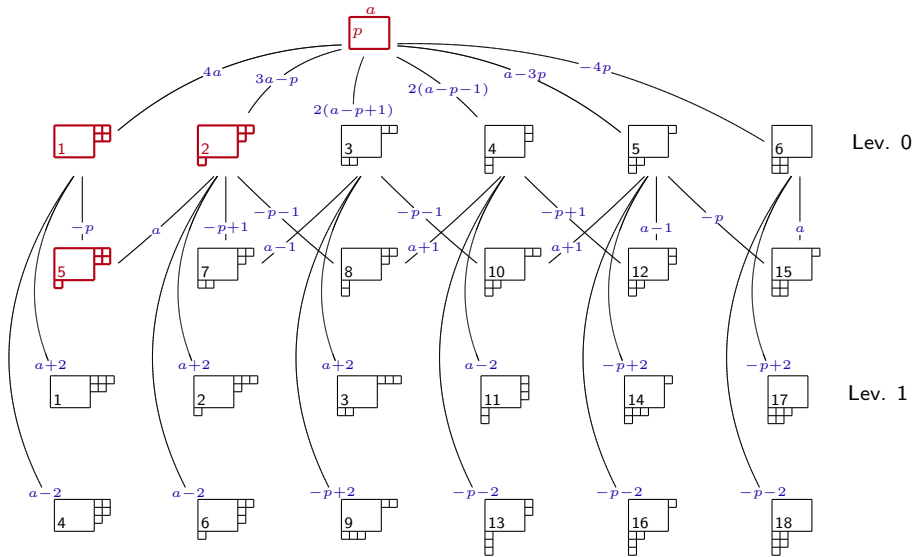 a
p
4a 3a−p 2(a−p+1) 2(a−p−1) a−3p −4p
1 2 3 4 5 6 Lev. 0
−p a −p+1 −p−1 a−1 −p−1 a+1 −p+1 a−1 −p a
5 7 8 10 12 15
a+2 a+2 a+2 a−2 −p+2 −p+2
1 2 3 11 14 17 Lev. 1
a−2 a−2 −p+2 −p−2 −p−2 −p−2
4 6 9 13 16 18